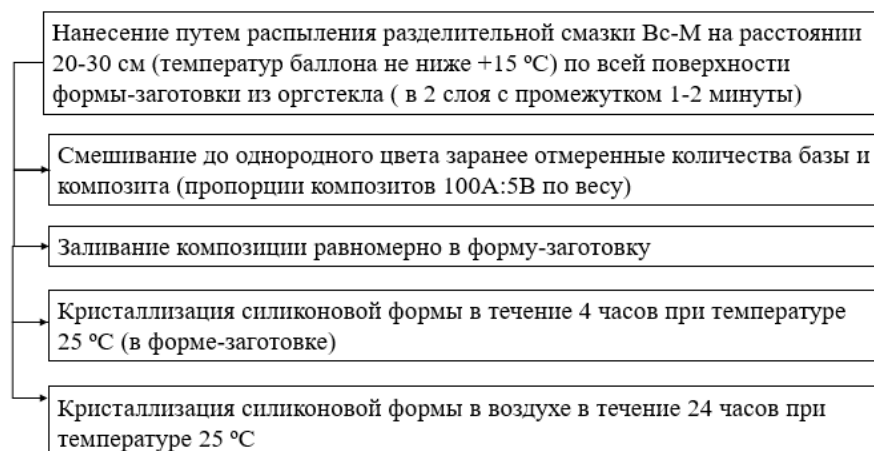 Нанесение путем распыления разделительной смазки Вс-М на расстоянии
20-30 см (температур баллона не ниже +15 ºС) по всей поверхности
формы-заготовки из оргстекла ( в 2 слоя с промежутком 1-2 минуты)
Смешивание до однородного цвета заранее отмеренные количества базы и
композита (пропорции композитов 100А:5В по весу)
Заливание композиции равномерно в форму-заготовку
Кристаллизация силиконовой формы в течение 4 часов при температуре
25 ºС (в форме-заготовке)
Кристаллизация силиконовой формы в воздухе в течение 24 часов при
температуре 25 ºС